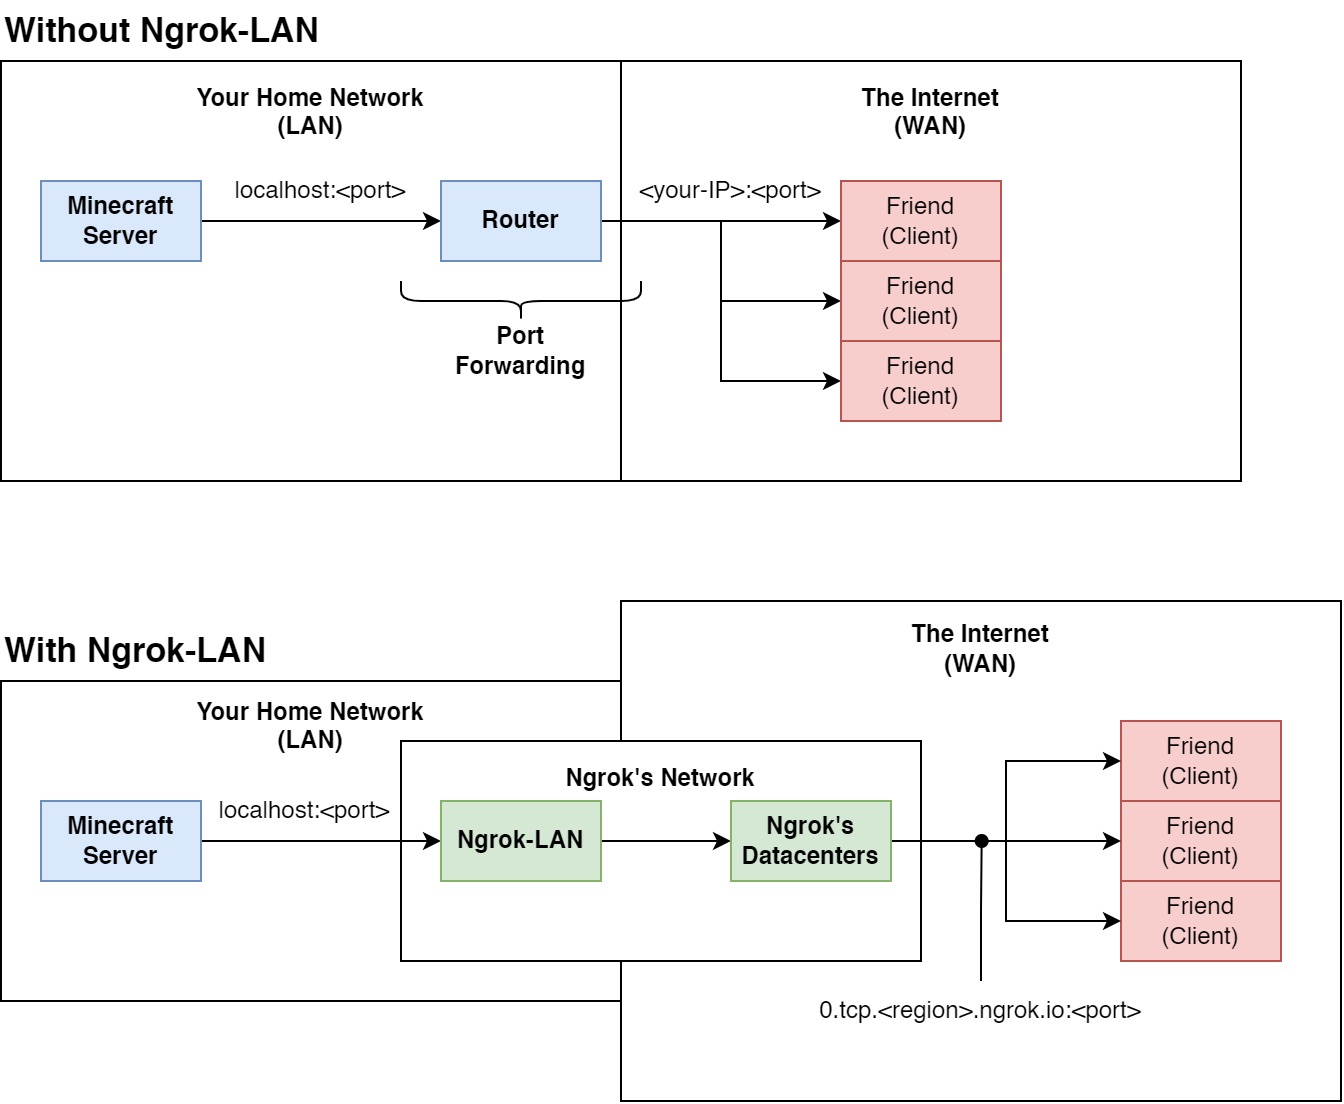 Without Ngrok-LAN
Your Home Network
(LAN)
The Internet
(WAN)
Minecraft
Server
localhost:<port>
Router
<your-IP>:<port>
Friend
(Client)
Friend
(Client)
Friend
(Client)
Port
Forwarding
With Ngrok-LAN
The Internet
(WAN)
Your Home Network
(LAN)
Ngrok's Network
Minecraft
Server
localhost:<port>
Ngrok-LAN
Ngrok's
Datacenters
Friend
(Client)
Friend
(Client)
Friend
(Client)
0.tcp.<region>.ngrok.io:<port>